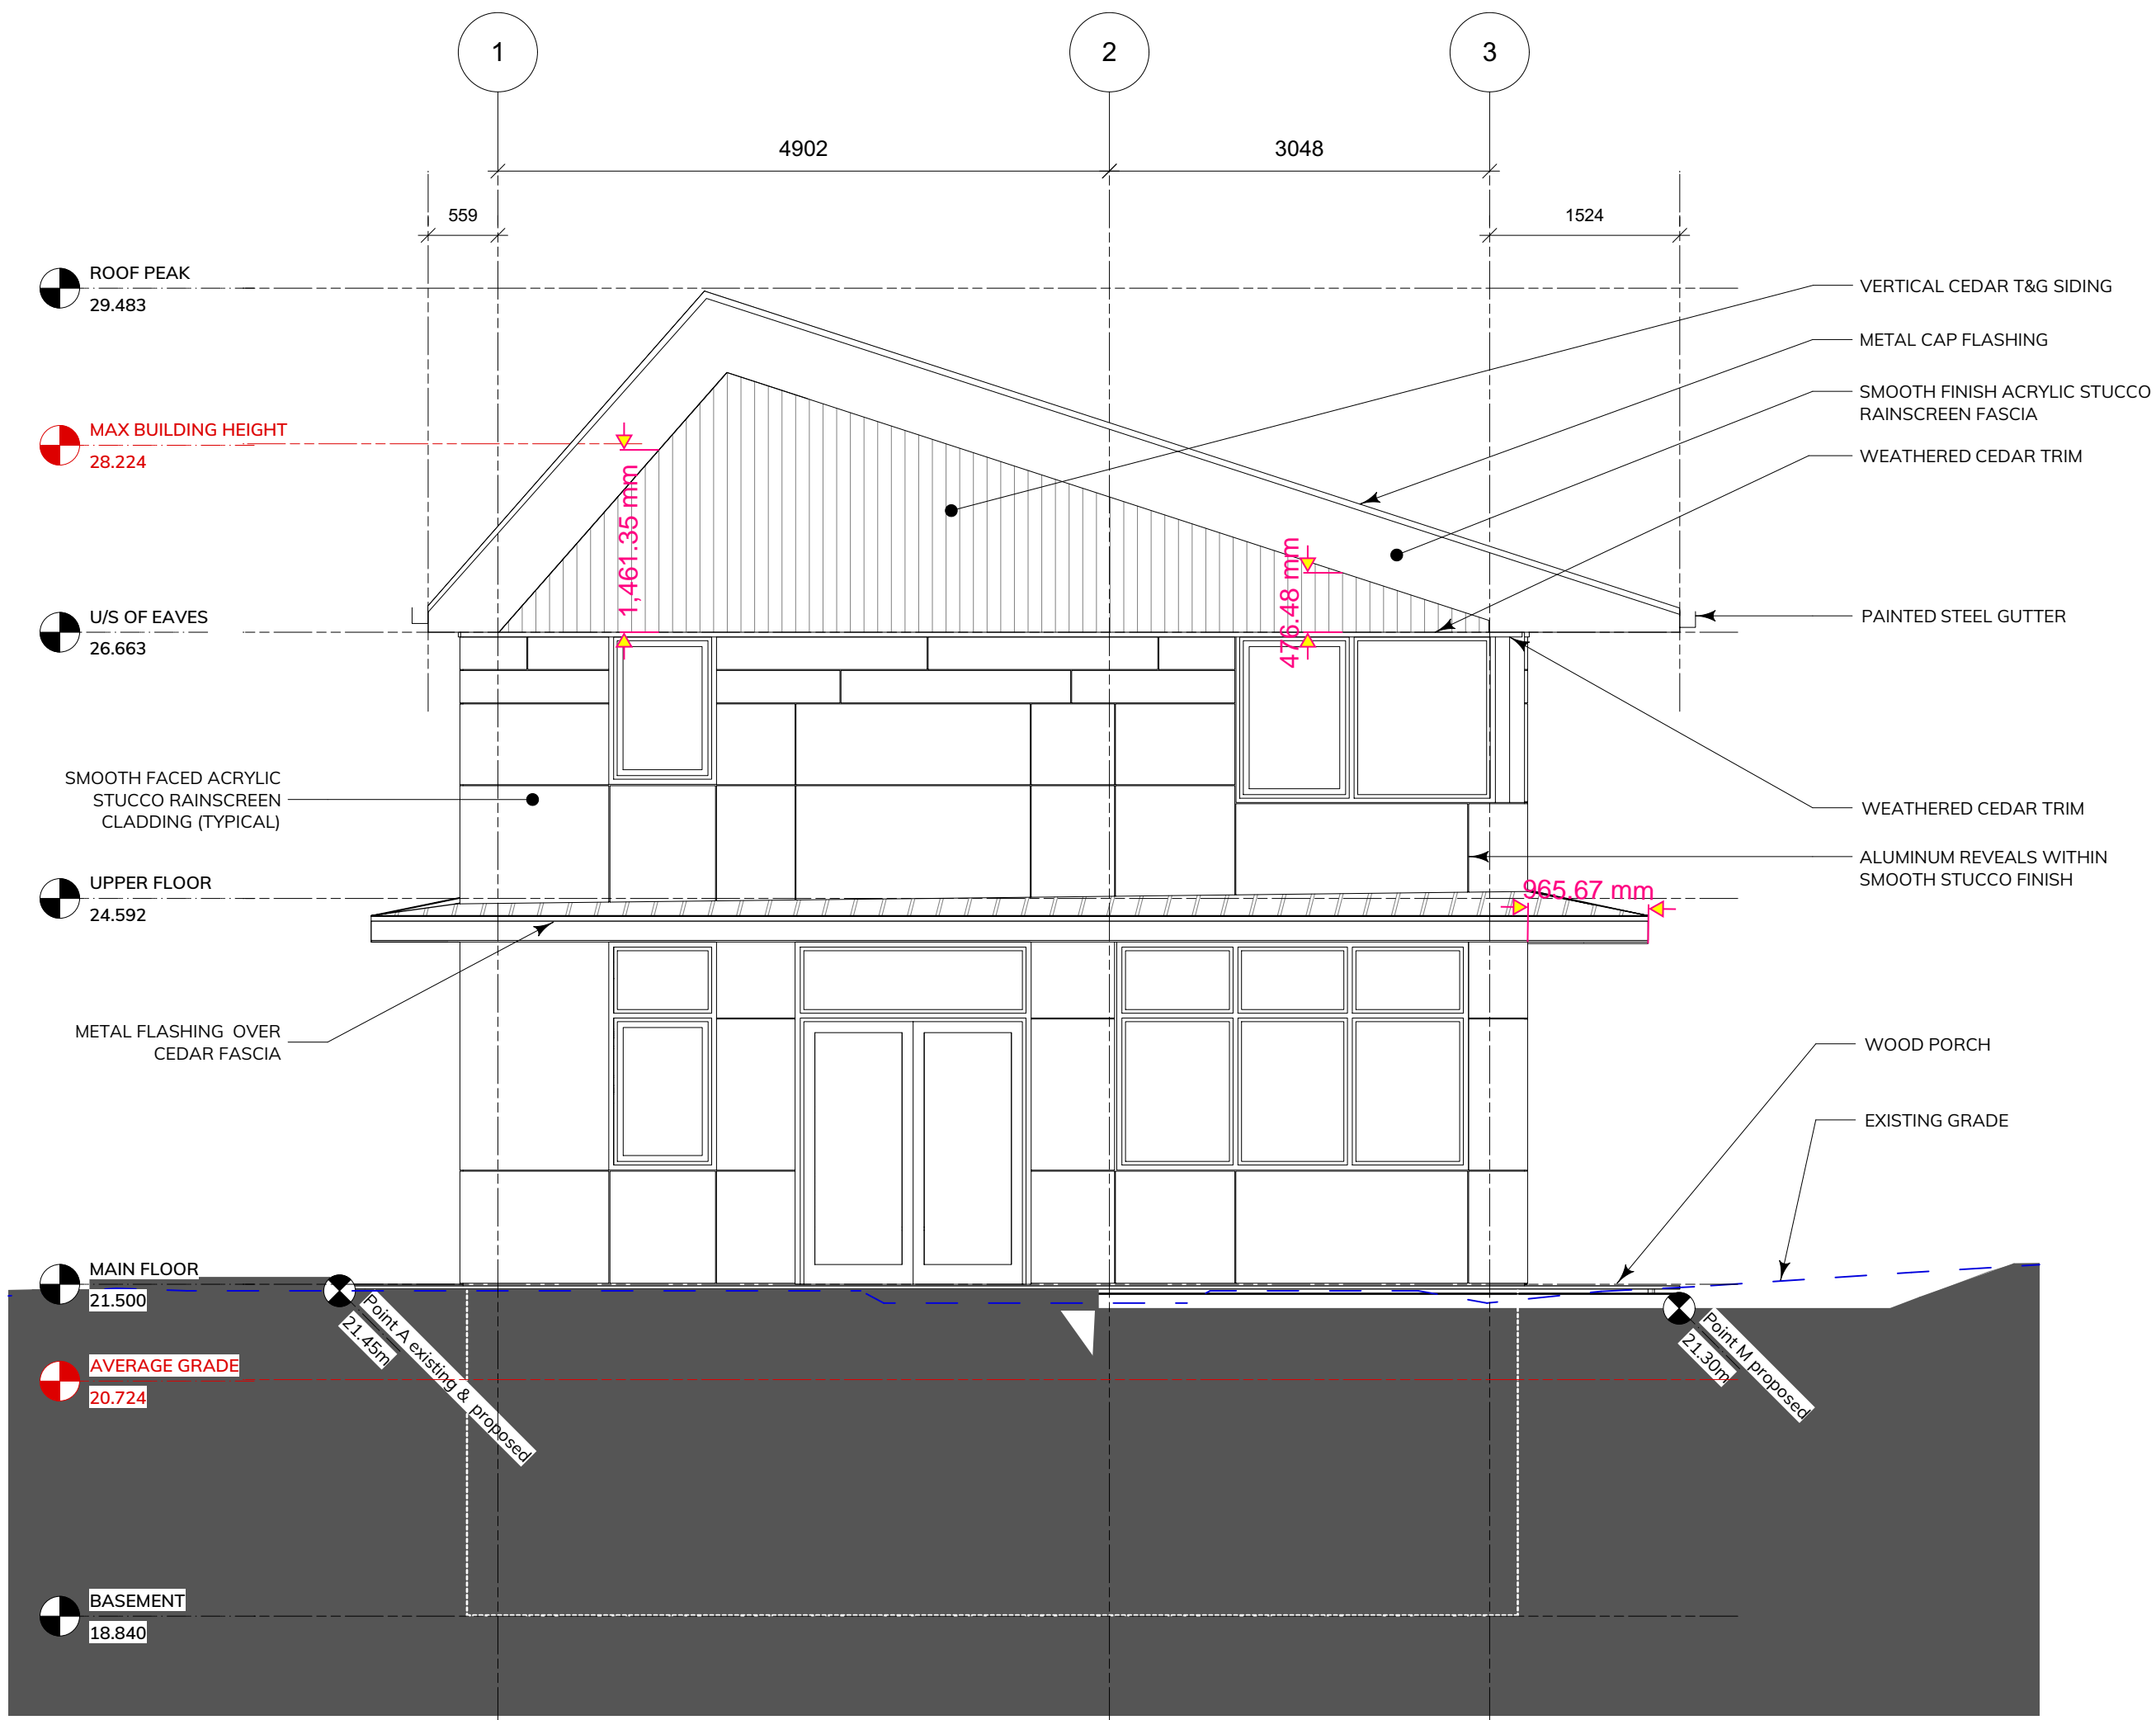 1
2
3
4902
3048
559
1524
ROOF PEAK
29.483
VERTICAL CEDAR T&G SIDING
METAL CAP FLASHING
SMOOTH FINISH ACRYLIC STUCCO
RAINSCREEN FASCIA
MAX BUILDING HEIGHT
28.224
WEATHERED CEDAR TRIM
1,461.35 mm
476.48 mm
U/S OF EAVES
26.663
PAINTED STEEL GUTTER
SMOOTH FACED ACRYLIC
STUCCO RAINSCREEN
CLADDING (TYPICAL)
WEATHERED CEDAR TRIM
ALUMINUM REVEALS WITHIN
SMOOTH STUCCO FINISH
UPPER FLOOR
24.592
965.67 mm
METAL FLASHING OVER
CEDAR FASCIA
WOOD PORCH
EXISTING GRADE
MAIN FLOOR
21.500
Point A existing & proposed
21.45m
Point M proposed
21.30m
AVERAGE GRADE
20.724
BASEMENT
18.840